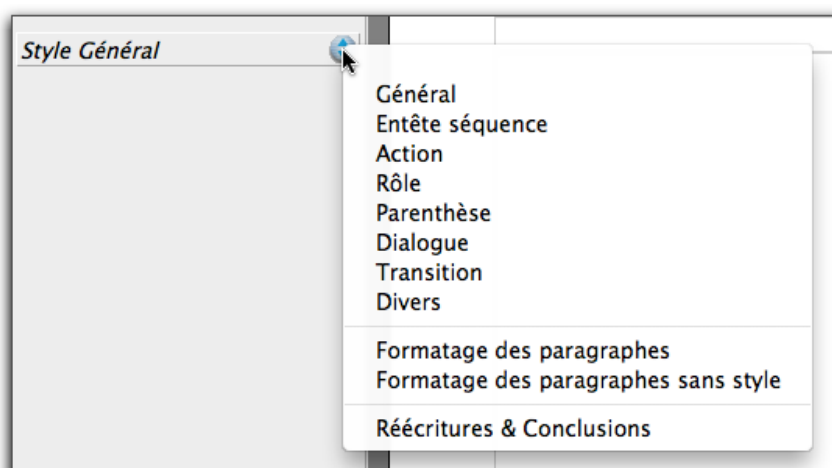 Style Général
Général
Entête séquence
Action
Rôle
Parenthèse
Dialogue
Transition
Divers
Formatage des paragraphes
Formatage des paragraphes sans style
Réécritures & Conclusions